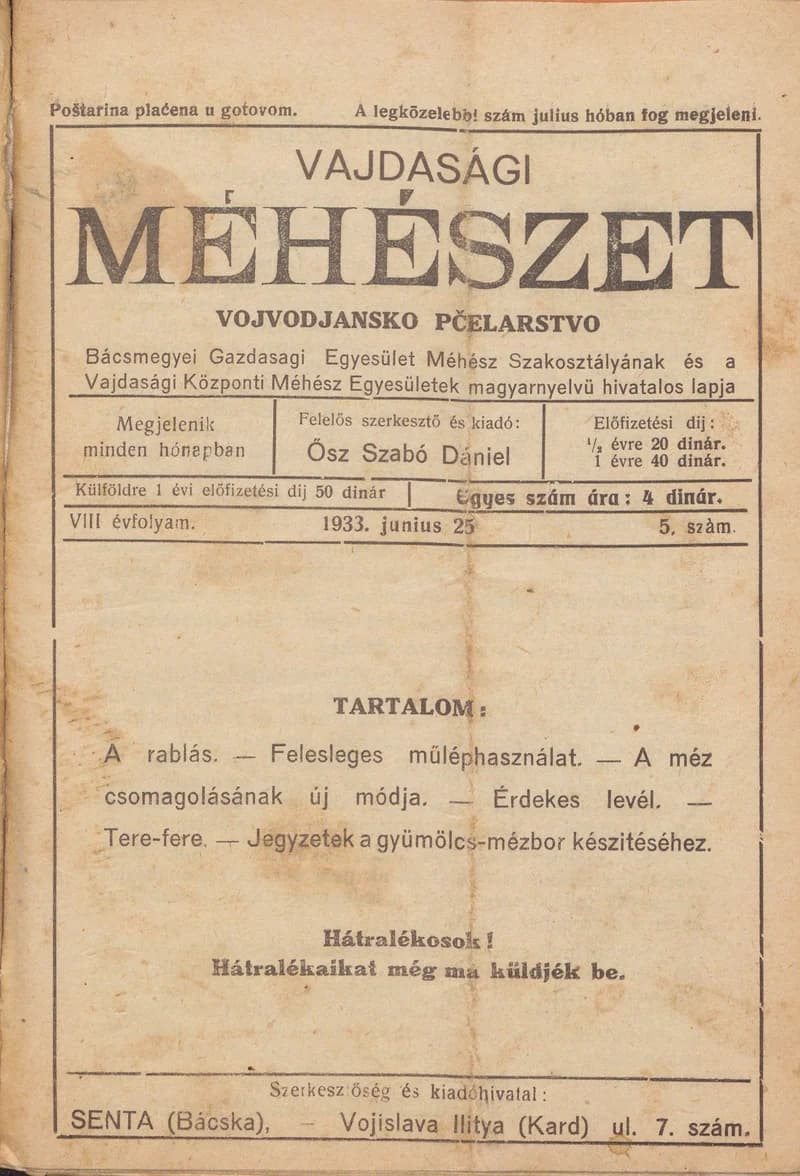 Poštarina plaćena u gotovom. A legközelebbi szám julius hóban fog megjeleni.
VAJDASÁGI
MÉHÉSZET
VOJVODJANSKO PČELARSTVO
Bácsmegyei Gazdasagi Egyesület Méhész Szakosztályának és a
Vajdasági Központi Méhész Egyesületek magyarnyelvü hivatalos lapja
Megjelenik
minden hónapban
Felelős szerkesztő és kiadó:
Ősz Szabó Dániel
Előfizetési dij:
½ évre 20 dinár.
1 évre 40 dinár.
Külföldre 1 évi előfizetési dij 50 dinár | Egyes szám ára: 4 dinár.
VIII évfolyam. 1933. junius 25 5. szàm.
TARTALOM:
A rablás. — Felesleges műléphasználat. — A méz
csomagolásának új módja. — Érdekes levél. —
Tere-fere. — Jegyzetek a gyümölcs-mézbor készitéséhez.
Hátralékosok!
Hátralékaikat még ma küldjék be.
Szerkesztőség és kiadóhivatal:
SENTA (Bácska), — Vojislava Ilitya (Kard) ul. 7. szám.